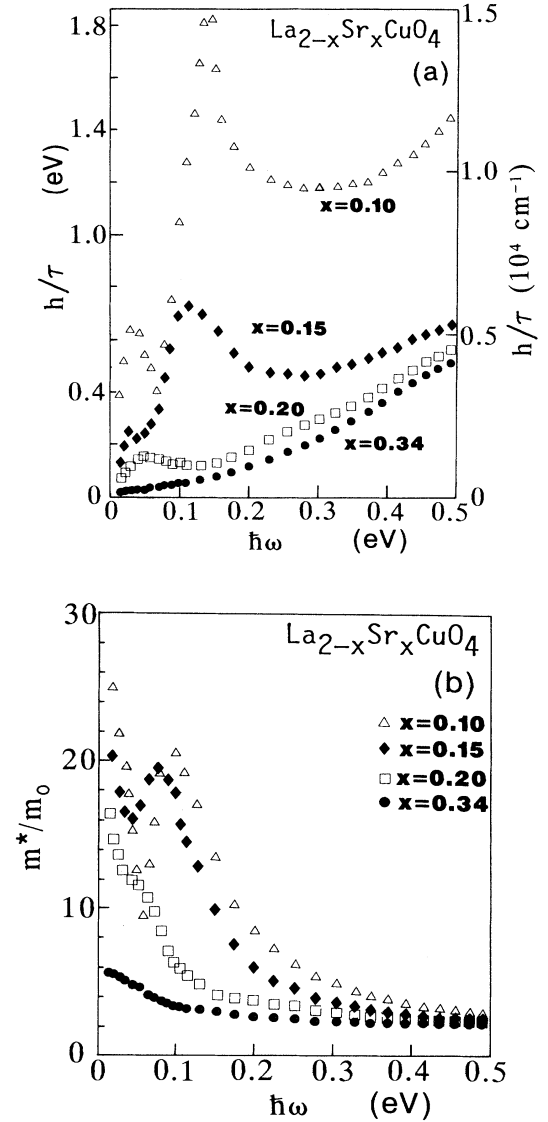 La2-xSrxCuO4
(a)
h/τ (eV)
1.8
1.4
1.0
0.4
0
h/τ (10⁴ cm⁻¹)
1.5
1.0
0.5
0
x=0.10
x=0.15
x=0.20
x=0.34
0 0.1 0.2 0.3 0.4 0.5
ħω (eV)
La2-xSrxCuO4
(b)
△ x=0.10
◆ x=0.15
□ x=0.20
● x=0.34
m*/m0
30
20
10
0
0 0.1 0.2 0.3 0.4 0.5
ħω (eV)